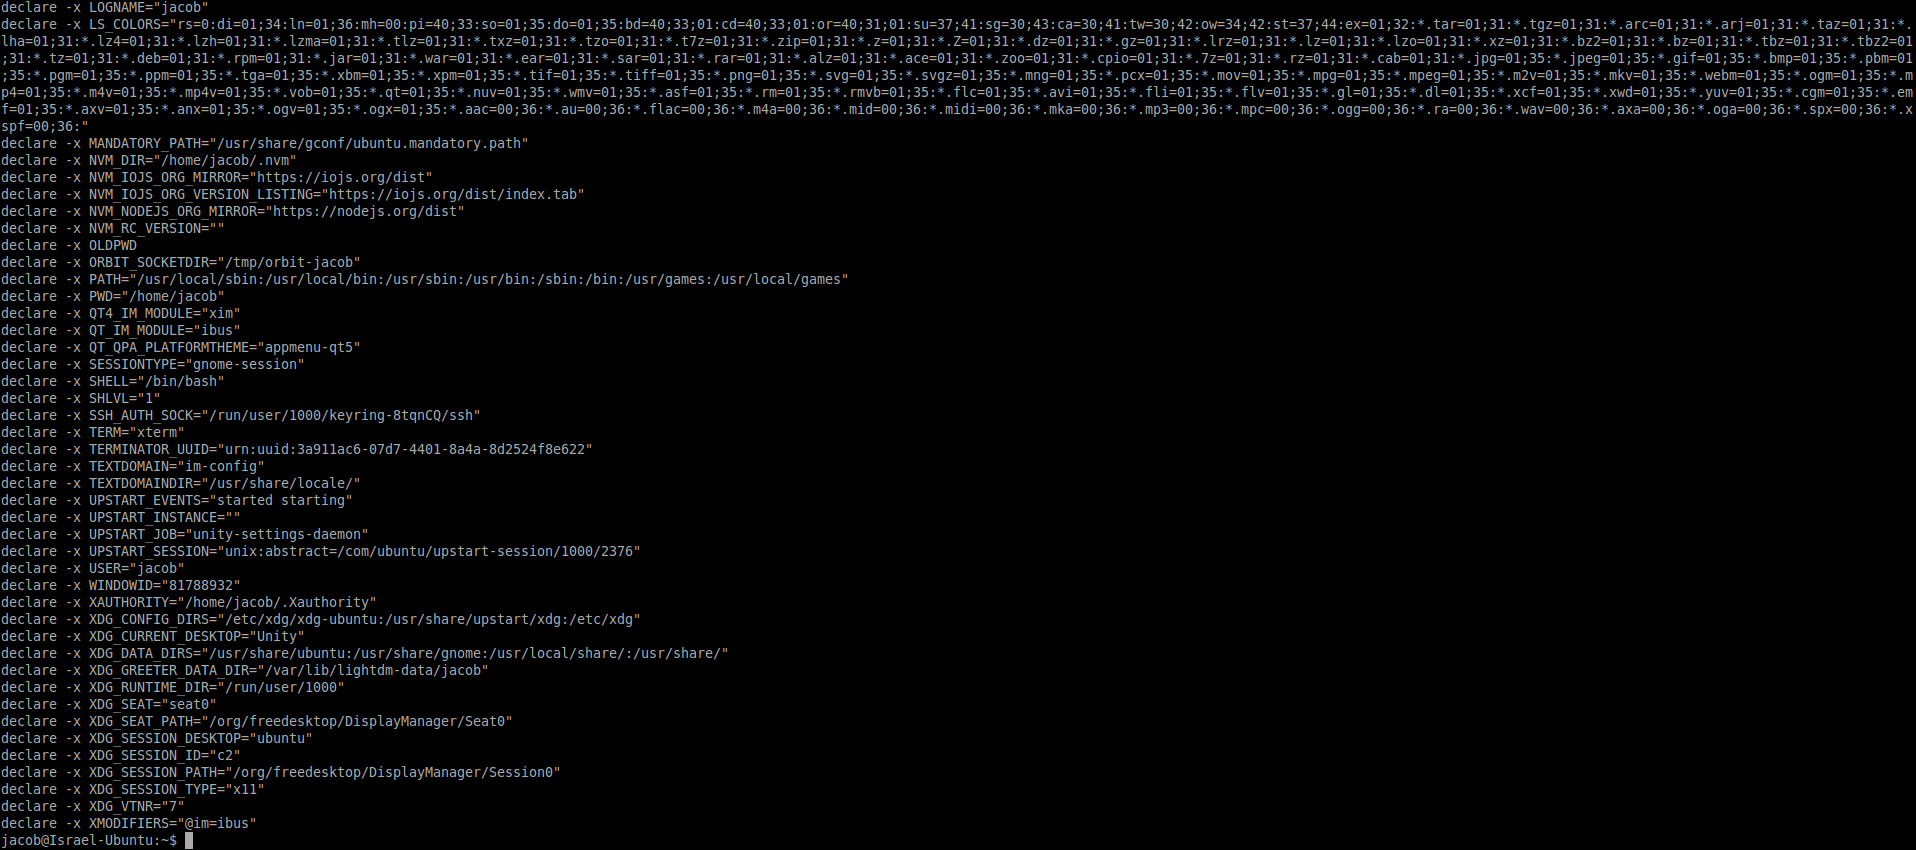 declare -x LOGNAME="jacob"
declare -x LS_COLORS="rs=0:di=01;34:ln=01;36:mh=00:pi=40;33:so=01;35:do=01;35:bd=40;33;01:cd=40;33;01:or=40;31;01:su=37;41:sg=30;43:ca=30;41:tw=30;42:ow=34;42:st=37;44:ex=01;32:*.tar=01;31:*.tgz=01;31:*.arc=01;31:*.arj=01;31:*.taz=01;31:*.
lha=01;31:*.lz4=01;31:*.lzh=01;31:*.lzma=01;31:*.tlz=01;31:*.txz=01;31:*.tzo=01;31:*.t7z=01;31:*.zip=01;31:*.z=01;31:*.Z=01;31:*.dz=01;31:*.gz=01;31:*.lrz=01;31:*.lz=01;31:*.lzo=01;31:*.xz=01;31:*.bz2=01;31:*.bz=01;31:*.tbz=01;31:*.tbz2=01
;31:*.tz=01;31:*.deb=01;31:*.rpm=01;31:*.jar=01;31:*.war=01;31:*.ear=01;31:*.sar=01;31:*.rar=01;31:*.alz=01;31:*.ace=01;31:*.zoo=01;31:*.cpio=01;31:*.7z=01;31:*.rz=01;31:*.cab=01;31:*.jpg=01;35:*.jpeg=01;35:*.gif=01;35:*.bmp=01;35:*.pbm=01
;35:*.pgm=01;35:*.ppm=01;35:*.tga=01;35:*.xbm=01;35:*.xpm=01;35:*.tif=01;35:*.tiff=01;35:*.png=01;35:*.svg=01;35:*.svgz=01;35:*.mng=01;35:*.pcx=01;35:*.mov=01;35:*.mpg=01;35:*.mpeg=01;35:*.m2v=01;35:*.mkv=01;35:*.webm=01;35:*.ogm=01;35:*.m
p4=01;35:*.m4v=01;35:*.mp4v=01;35:*.vob=01;35:*.qt=01;35:*.nuv=01;35:*.wmv=01;35:*.asf=01;35:*.rm=01;35:*.rmvb=01;35:*.flc=01;35:*.avi=01;35:*.fli=01;35:*.flv=01;35:*.gl=01;35:*.dl=01;35:*.xcf=01;35:*.xwd=01;35:*.yuv=01;35:*.cgm=01;35:*.em
f=01;35:*.axv=01;35:*.anx=01;35:*.ogv=01;35:*.ogx=01;35:*.aac=00;36:*.au=00;36:*.flac=00;36:*.m4a=00;36:*.mid=00;36:*.midi=00;36:*.mka=00;36:*.mp3=00;36:*.mpc=00;36:*.ogg=00;36:*.ra=00;36:*.wav=00;36:*.axa=00;36:*.oga=00;36:*.spx=00;36:*.x
spf=00;36:"
declare -x MANDATORY_PATH="/usr/share/gconf/ubuntu.mandatory.path"
declare -x NVM_DIR="/home/jacob/.nvm"
declare -x NVM_IOJS_ORG_MIRROR="https://iojs.org/dist"
declare -x NVM_IOJS_ORG_VERSION_LISTING="https://iojs.org/dist/index.tab"
declare -x NVM_NODEJS_ORG_MIRROR="https://nodejs.org/dist"
declare -x NVM_RC_VERSION=""
declare -x OLDPWD
declare -x ORBIT_SOCKETDIR="/tmp/orbit-jacob"
declare -x PATH="/usr/local/sbin:/usr/local/bin:/usr/sbin:/usr/bin:/sbin:/bin:/usr/games:/usr/local/games"
declare -x PWD="/home/jacob"
declare -x QT4_IM_MODULE="xim"
declare -x QT_IM_MODULE="ibus"
declare -x QT_QPA_PLATFORMTHEME="appmenu-qt5"
declare -x SESSIONTYPE="gnome-session"
declare -x SHELL="/bin/bash"
declare -x SHLVL="1"
declare -x SSH_AUTH_SOCK="/run/user/1000/keyring-8tqnCQ/ssh"
declare -x TERM="xterm"
declare -x TERMINATOR_UUID="urn:uuid:3a911ac6-07d7-4401-8a4a-8d2524f8e622"
declare -x TEXTDOMAIN="im-config"
declare -x TEXTDOMAINDIR="/usr/share/locale/"
declare -x UPSTART_EVENTS="started starting"
declare -x UPSTART_INSTANCE=""
declare -x UPSTART_JOB="unity-settings-daemon"
declare -x UPSTART_SESSION="unix:abstract=/com/ubuntu/upstart-session/1000/2376"
declare -x USER="jacob"
declare -x WINDOWID="81788932"
declare -x XAUTHORITY="/home/jacob/.Xauthority"
declare -x XDG_CONFIG_DIRS="/etc/xdg/xdg-ubuntu:/usr/share/upstart/xdg:/etc/xdg"
declare -x XDG_CURRENT_DESKTOP="Unity"
declare -x XDG_DATA_DIRS="/usr/share/ubuntu:/usr/share/gnome:/usr/local/share/:/usr/share/"
declare -x XDG_GREETER_DATA_DIR="/var/lib/lightdm-data/jacob"
declare -x XDG_RUNTIME_DIR="/run/user/1000"
declare -x XDG_SEAT="seat0"
declare -x XDG_SEAT_PATH="/org/freedesktop/DisplayManager/Seat0"
declare -x XDG_SESSION_DESKTOP="ubuntu"
declare -x XDG_SESSION_ID="c2"
declare -x XDG_SESSION_PATH="/org/freedesktop/DisplayManager/Session0"
declare -x XDG_SESSION_TYPE="x11"
declare -x XDG_VTNR="7"
declare -x XMODIFIERS="@im=ibus"
jacob@Israel-Ubuntu:~$